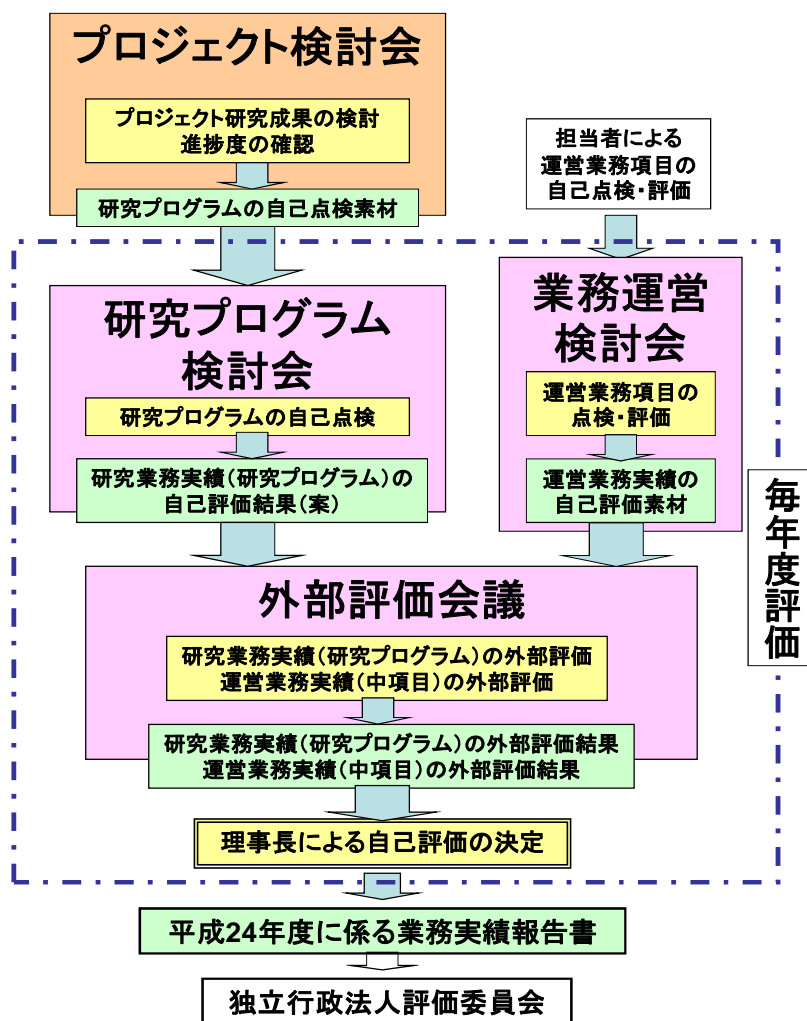 プロジェクト検討会
プロジェクト研究成果の検討
進捗度の確認
研究プログラムの自己点検素材
担当者による
運営業務項目の
自己点検・評価
研究プログラム
検討会
研究プログラムの自己点検
研究業務実績(研究プログラム)の
自己評価結果(案)
業務運営
検討会
運営業務項目の
点検・評価
運営業務実績の
自己評価素材
毎年度評価
外部評価会議
研究業務実績(研究プログラム)の外部評価
運営業務実績(中項目)の外部評価
研究業務実績(研究プログラム)の外部評価結果
運営業務実績(中項目)の外部評価結果
理事長による自己評価の決定
平成24年度に係る業務実績報告書
独立行政法人評価委員会